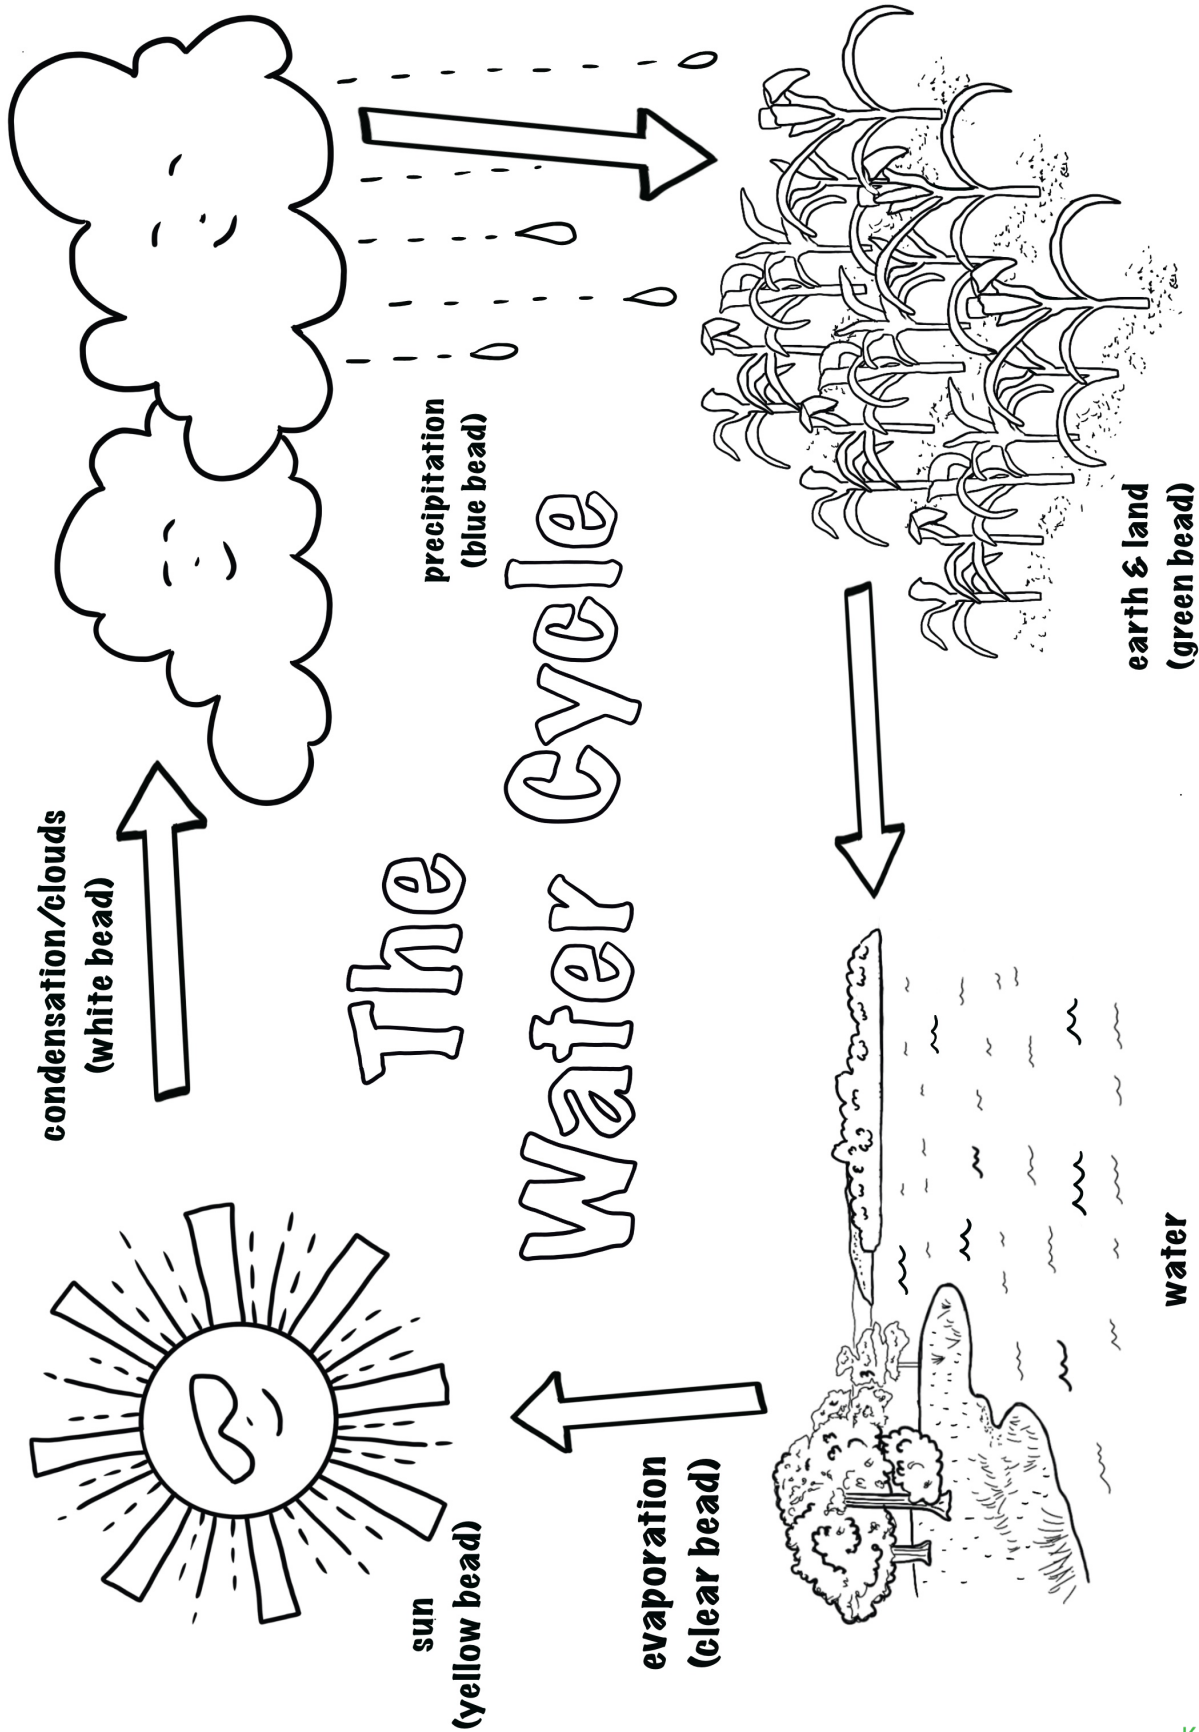 condensation/clouds
(white bead)
sun
(yellow bead)
The
Water Cycle
precipitation
(blue bead)
evaporation
(clear bead)
water
earth & land
(green bead)